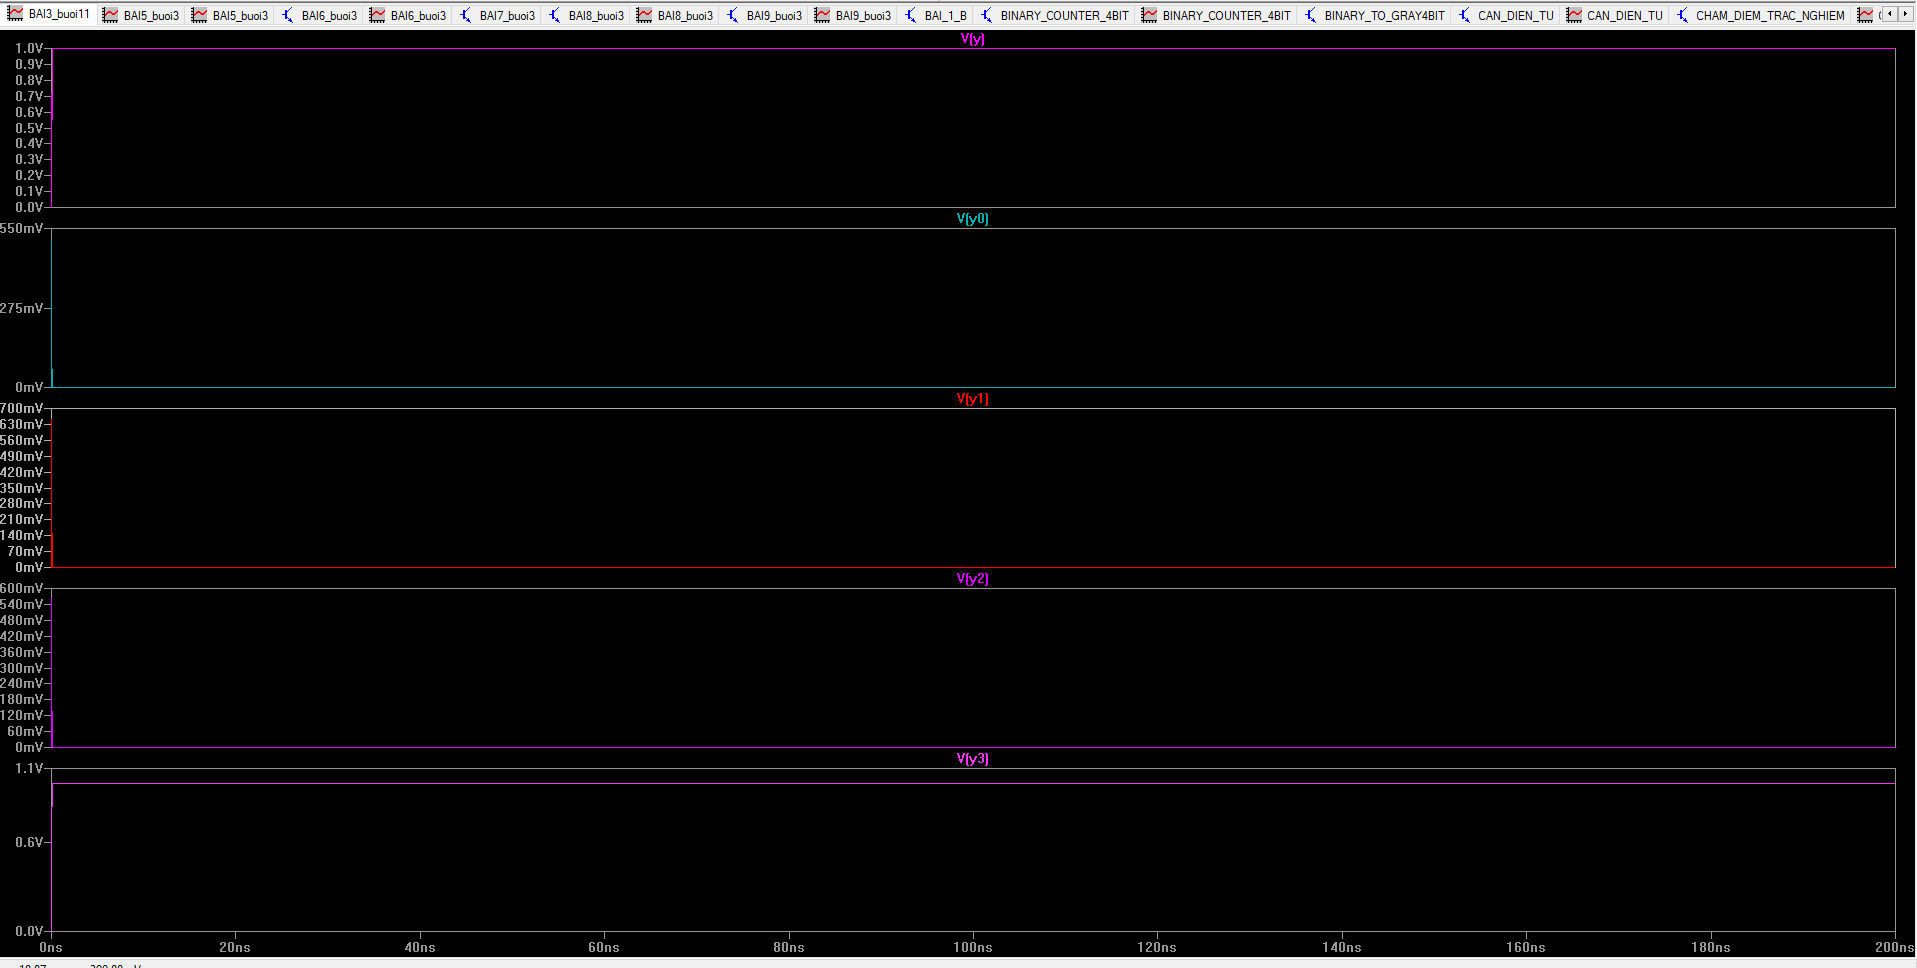 BAI3_buoi11 BAI5_buoi3 BAI5_buoi3 BAI6_buoi3 BAI6_buoi3 BAI7_buoi3 BAI8_buoi3 BAI8_buoi3 BAI9_buoi3 BAI9_buoi3 BAI_1_B BINARY_COUNTER_4BIT BINARY_COUNTER_4BIT BINARY_TO_GRAY4BIT CAN_DIEN_TU CAN_DIEN_TU CHAM_DIEM_TRAC_NGHIEM
V(y)
1.0V
0.9V
0.8V
0.7V
0.6V
0.5V
0.4V
0.3V
0.2V
0.1V
0.0V
V(y0)
550mV
275mV
0mV
V(y1)
700mV
630mV
560mV
490mV
420mV
350mV
280mV
210mV
140mV
70mV
0mV
V(y2)
600mV
540mV
480mV
420mV
360mV
300mV
240mV
180mV
120mV
60mV
0mV
V(y3)
1.1V
0.6V
0.0V
0ns 20ns 40ns 60ns 80ns 100ns 120ns 140ns 160ns 180ns 200ns